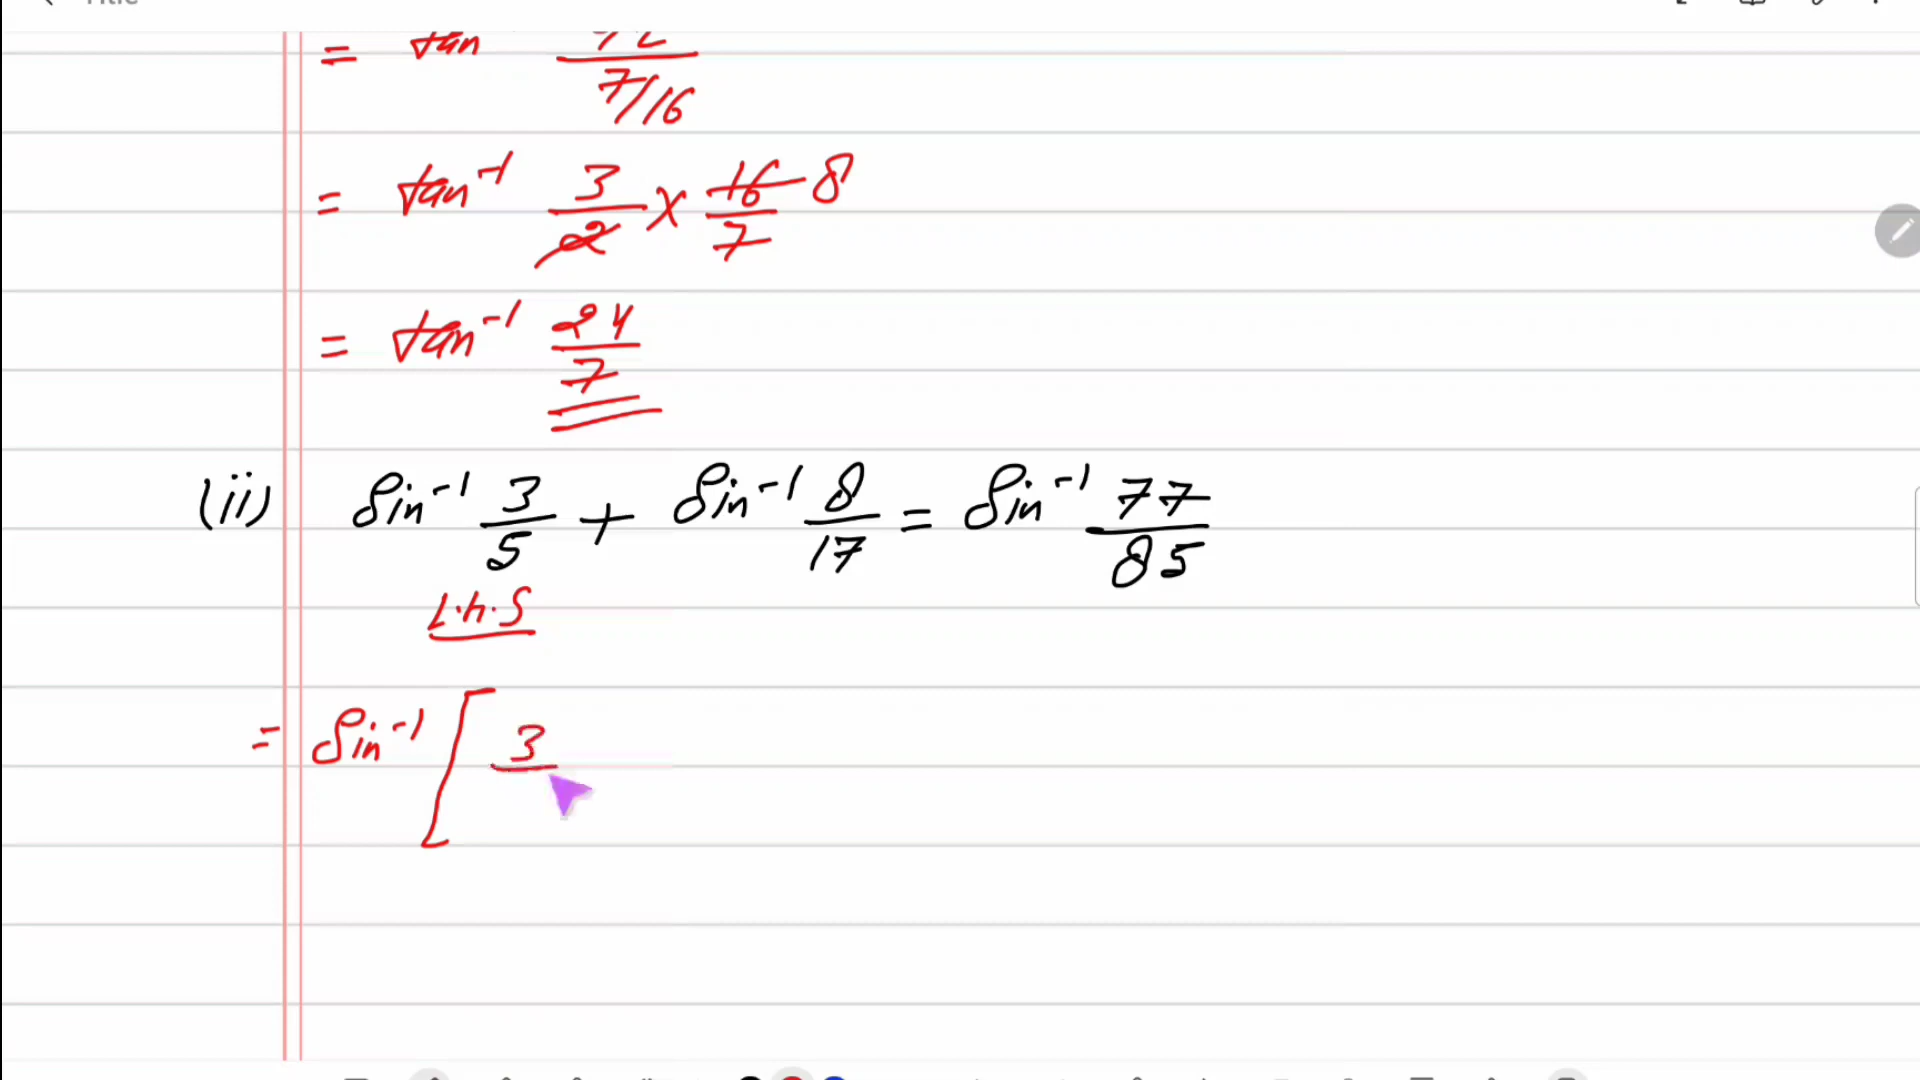 Title
= tan
7/16
= tan⁻¹ 3/2 × 16/7 8
= tan⁻¹ 24/7
(ii) Sin⁻¹ 3/5 + Sin⁻¹ 8/17 = Sin⁻¹ 77/85
L.h.S
= Sin⁻¹ [ 3